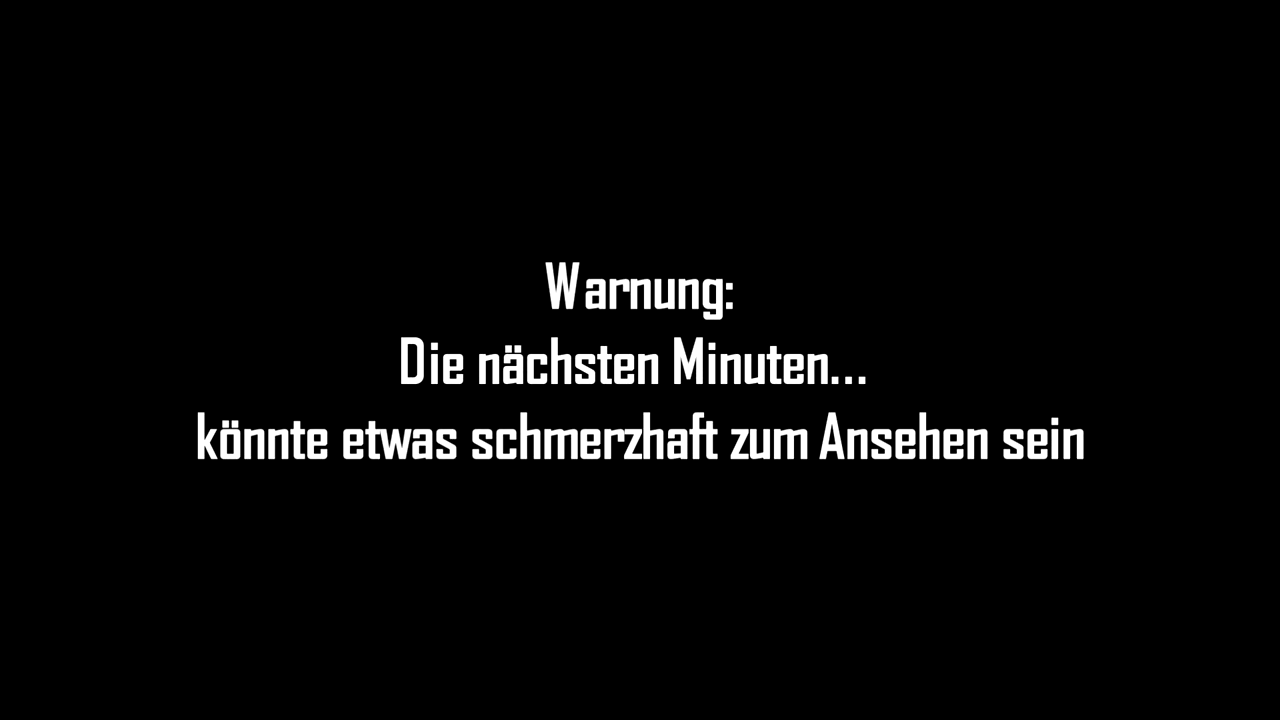 Warnung:
Die nächsten Minuten...
könnte etwas schmerzhaft zum Ansehen sein